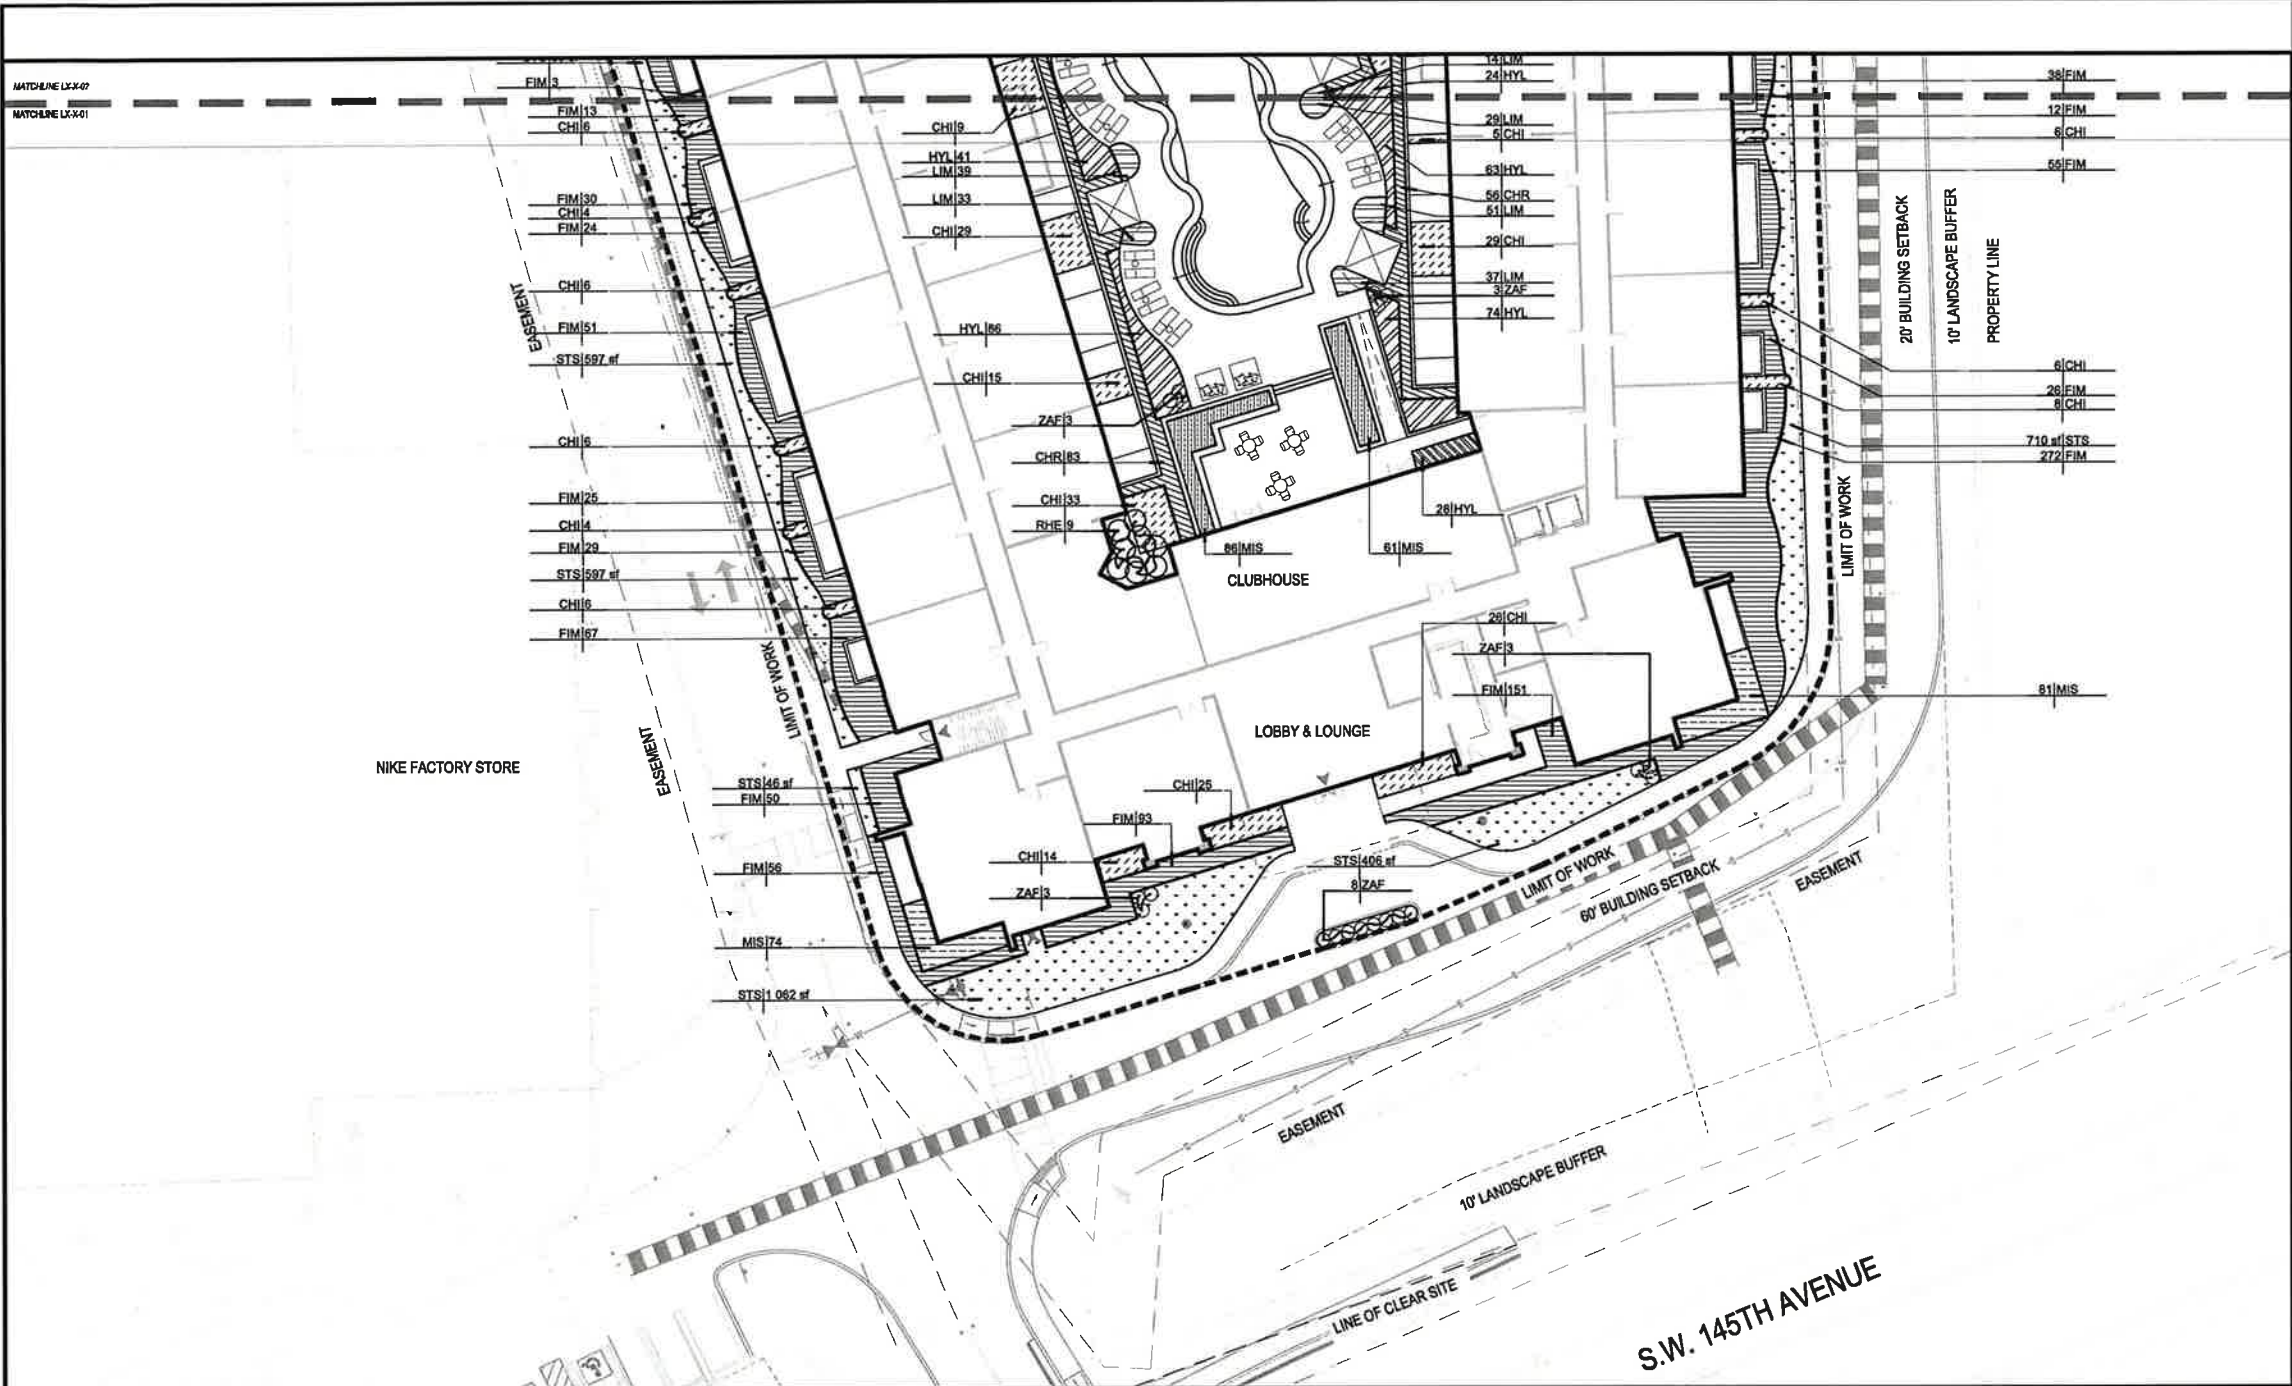 MATCHLINE LX-X-02
MATCHLINE LX-X-01
FIM 3
FIM 13
CHI 6
FIM 30
CHI 4
FIM 24
CHI 6
FIM 51
STS 597 sf
CHI 6
FIM 25
CHI 4
FIM 29
STS 597 sf
CHI 6
FIM 67
EASEMENT
LIMIT OF WORK
EASEMENT
NIKE FACTORY STORE
CHI 9
HYL 41
LIM 39
LIM 33
CHI 29
HYL 66
CHI 15
ZAF 3
CHR 83
CHI 33
RHE 9
14 LIM
24 HYL
29 LIM
5 CHI
63 HYL
56 CHR
51 LIM
29 CHI
37 LIM
3 ZAF
74 HYL
28 HYL
86 MIS
61 MIS
CLUBHOUSE
26 CHI
ZAF 3
FIM 151
LOBBY & LOUNGE
38 FIM
12 FIM
6 CHI
55 FIM
20' BUILDING SETBACK
10' LANDSCAPE BUFFER
PROPERTY LINE
6 CHI
26 FIM
8 CHI
710 sf STS
272 FIM
LIMIT OF WORK
81 MIS
STS 46 sf
FIM 50
FIM 56
MIS 74
STS 1 062 sf
CHI 25
FIM 93
CHI 14
ZAF 3
STS 406 sf
8 ZAF
LIMIT OF WORK
60' BUILDING SETBACK
EASEMENT
EASEMENT
10' LANDSCAPE BUFFER
LINE OF CLEAR SITE
S.W. 145TH AVENUE